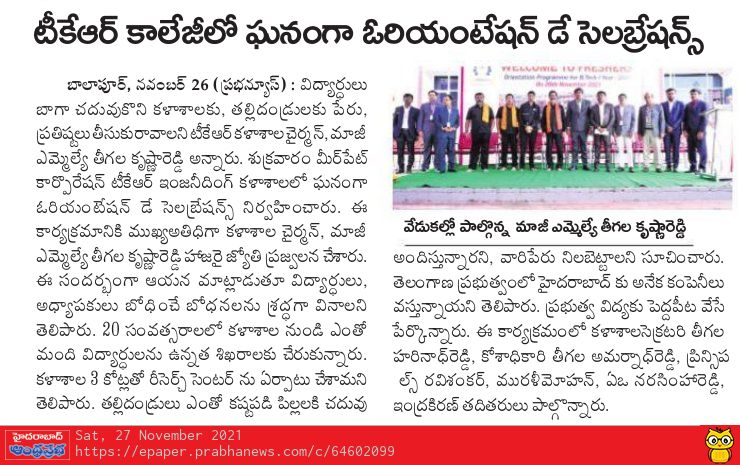 టీకేఆర్ కాలేజీలో ఘనంగా ఓరియంటేషన్ డే సెలబ్రేషన్స్
బాలాపూర్, నవంబర్ 26 (ప్రభన్యూస్) : విద్యార్థులు
బాగా చదువుకొని కళాశాలకు, తల్లిదండ్రులకు పేరు,
ప్రతిష్టలు తీసుకురావాలని టీకేఆర్ కళాశాల చైర్మన్, మాజీ
ఎమ్మెల్యే తీగల కృష్ణారెడ్డి అన్నారు. శుక్రవారం మీర్‌పేట్
కార్పొరేషన్ టీకేఆర్ ఇంజనీరింగ్ కళాశాలలో ఘనంగా
ఓరియంటేషన్ డే సెలబ్రేషన్స్ నిర్వహించారు. ఈ
కార్యక్రమానికి ముఖ్యఅతిథిగా కళాశాల చైర్మన్, మాజీ
ఎమ్మెల్యే తీగల కృష్ణారెడ్డి హాజరై జ్యోతి ప్రజ్వలన చేశారు.
ఈ సందర్భంగా ఆయన మాట్లాడుతూ విద్యార్థులు,
అధ్యాపకులు బోధించే బోధనలను శ్రద్ధగా వినాలని
తెలిపారు. 20 సంవత్సరాలలో కళాశాల నుండి ఎంతో
మంది విద్యార్థులను ఉన్నత శిఖరాలకు చేరుకున్నారు.
కళాశాల 3 కోట్లతో రీసెర్చ్ సెంటర్ ను ఏర్పాటు చేశామని
తెలిపారు. తల్లిదండ్రులు ఎంతో కష్టపడి పిల్లలకి చదువు
WELCOME TO FRESHERS
Orientation Programme for B.Tech I Year
On 26th November 2021
వేడుకల్లో పాల్గొన్న మాజీ ఎమ్మెల్యే తీగల కృష్ణారెడ్డి
అందిస్తున్నారని, వారిపేరు నిలబెట్టాలని సూచించారు.
తెలంగాణ ప్రభుత్వంలో హైదరాబాద్ కు అనేక కంపెనీలు
వస్తున్నాయని తెలిపారు. ప్రభుత్వ విద్యకు పెద్దపీట వేసే
పేర్కొన్నారు. ఈ కార్యక్రమంలో కళాశాలసెక్రటరి తీగల
హరినాధ్‌రెడ్డి, కోశాధికారి తీగల అమర్నాధ్‌రెడ్డి, ప్రిన్సిప
ల్స్ రవిశంకర్, మురళీమోహన్, ఏఒ నరసింహారెడ్డి,
ఇంద్రకిరణ్ తదితరులు పాల్గొన్నారు.
హైదరాబాద్
ఆంధ్రప్రభ
Sat, 27 November 2021
https://epaper.prabhanews.com/c/64602099